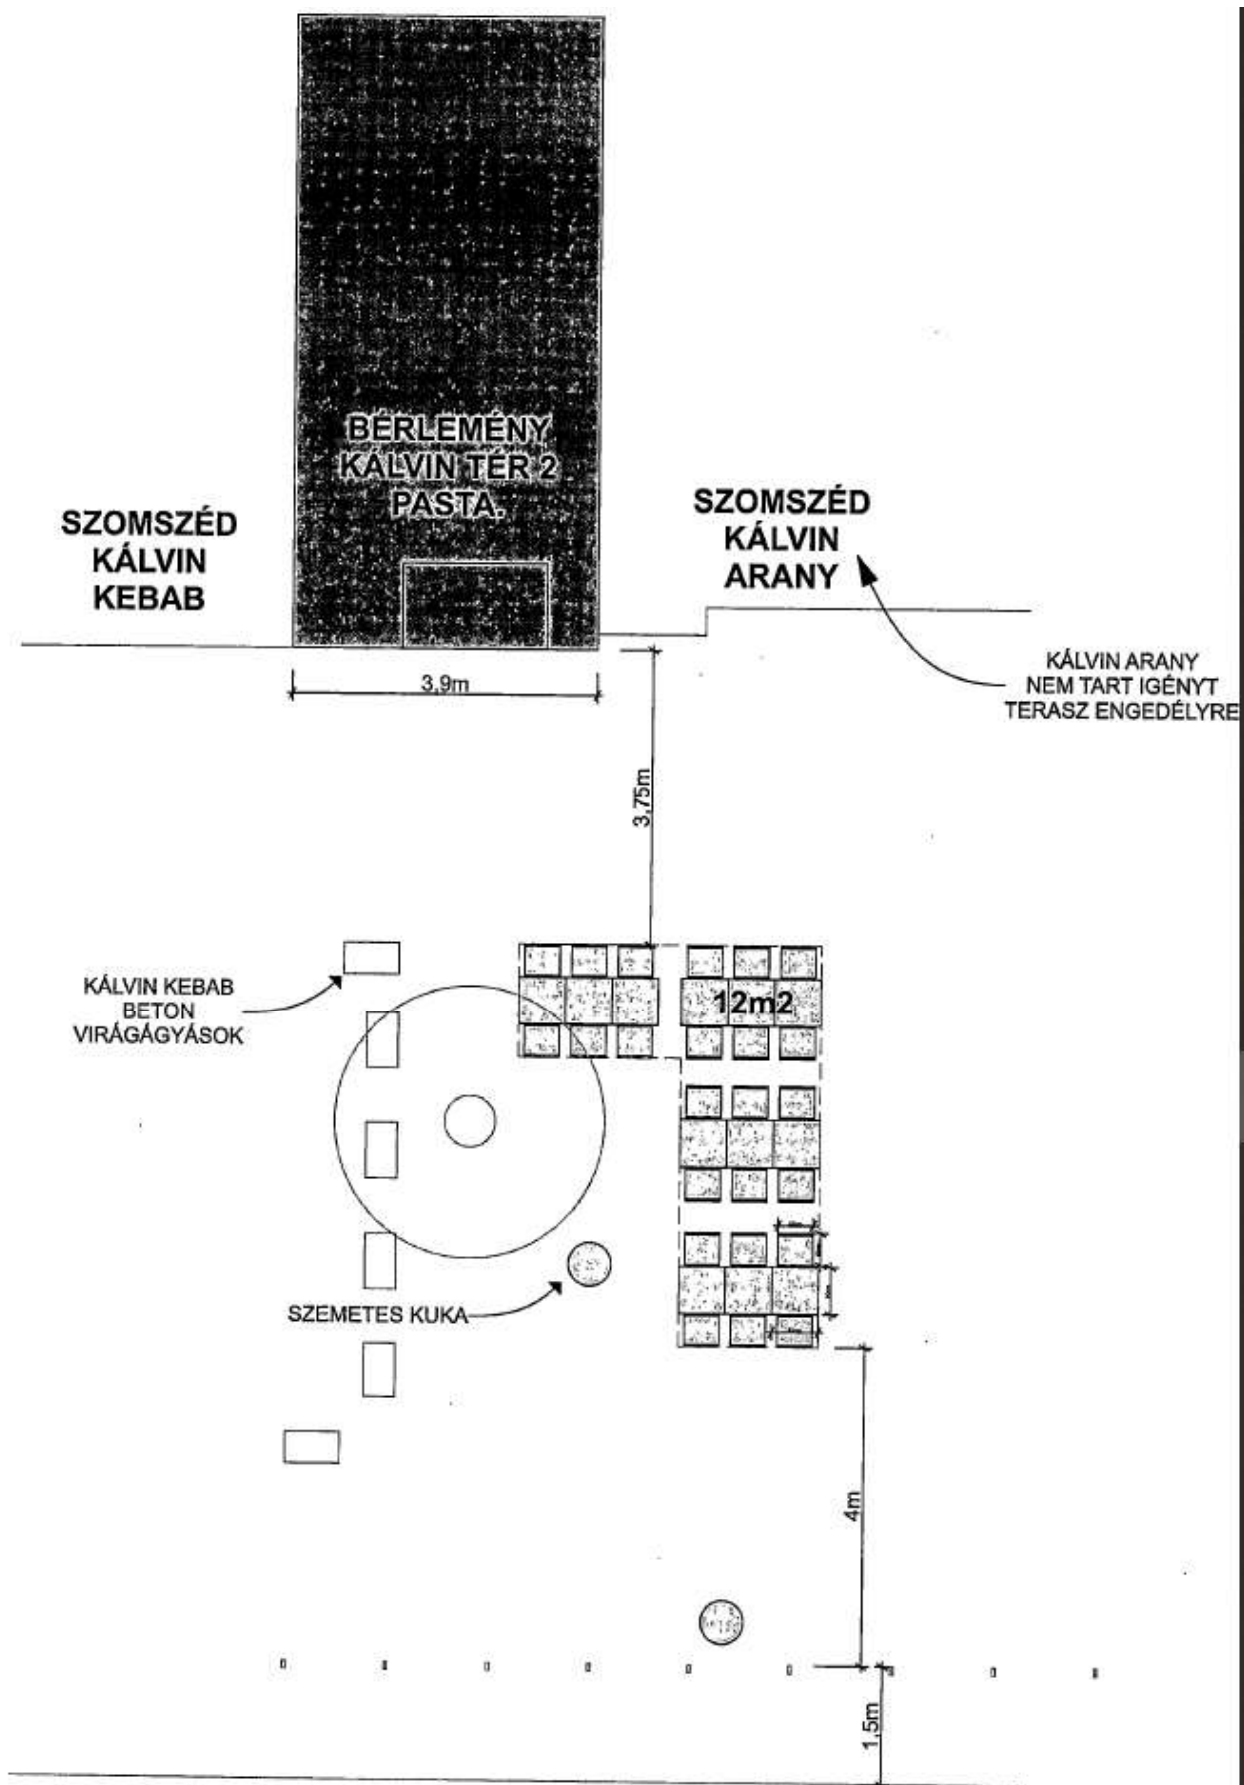 BÉRLEMÉNY
KÁLVIN TÉR 2
PASTA.
SZOMSZÉD
KÁLVIN
KEBAB
SZOMSZÉD
KÁLVIN
ARANY
KÁLVIN ARANY
NEM TART IGÉNYT
TERASZ ENGEDÉLYRE
3,9m
3,75m
KÁLVIN KEBAB
BETON
VIRÁGÁGYÁSOK
12m2
SZEMETES KUKA
4m
1,5m